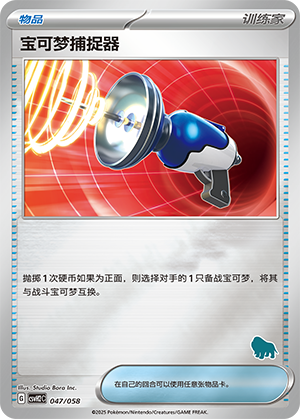 物品
训练家
宝可梦捕捉器
抛掷1次硬币如果为正面，则选择对手的1只备战宝可梦，将其
与战斗宝可梦互换。
Illus. Studio Bora Inc.
G CSVH2C 047/058
在自己的回合可以使用任意张物品卡。
©2025 Pokémon/Nintendo/Creatures/GAME FREAK.